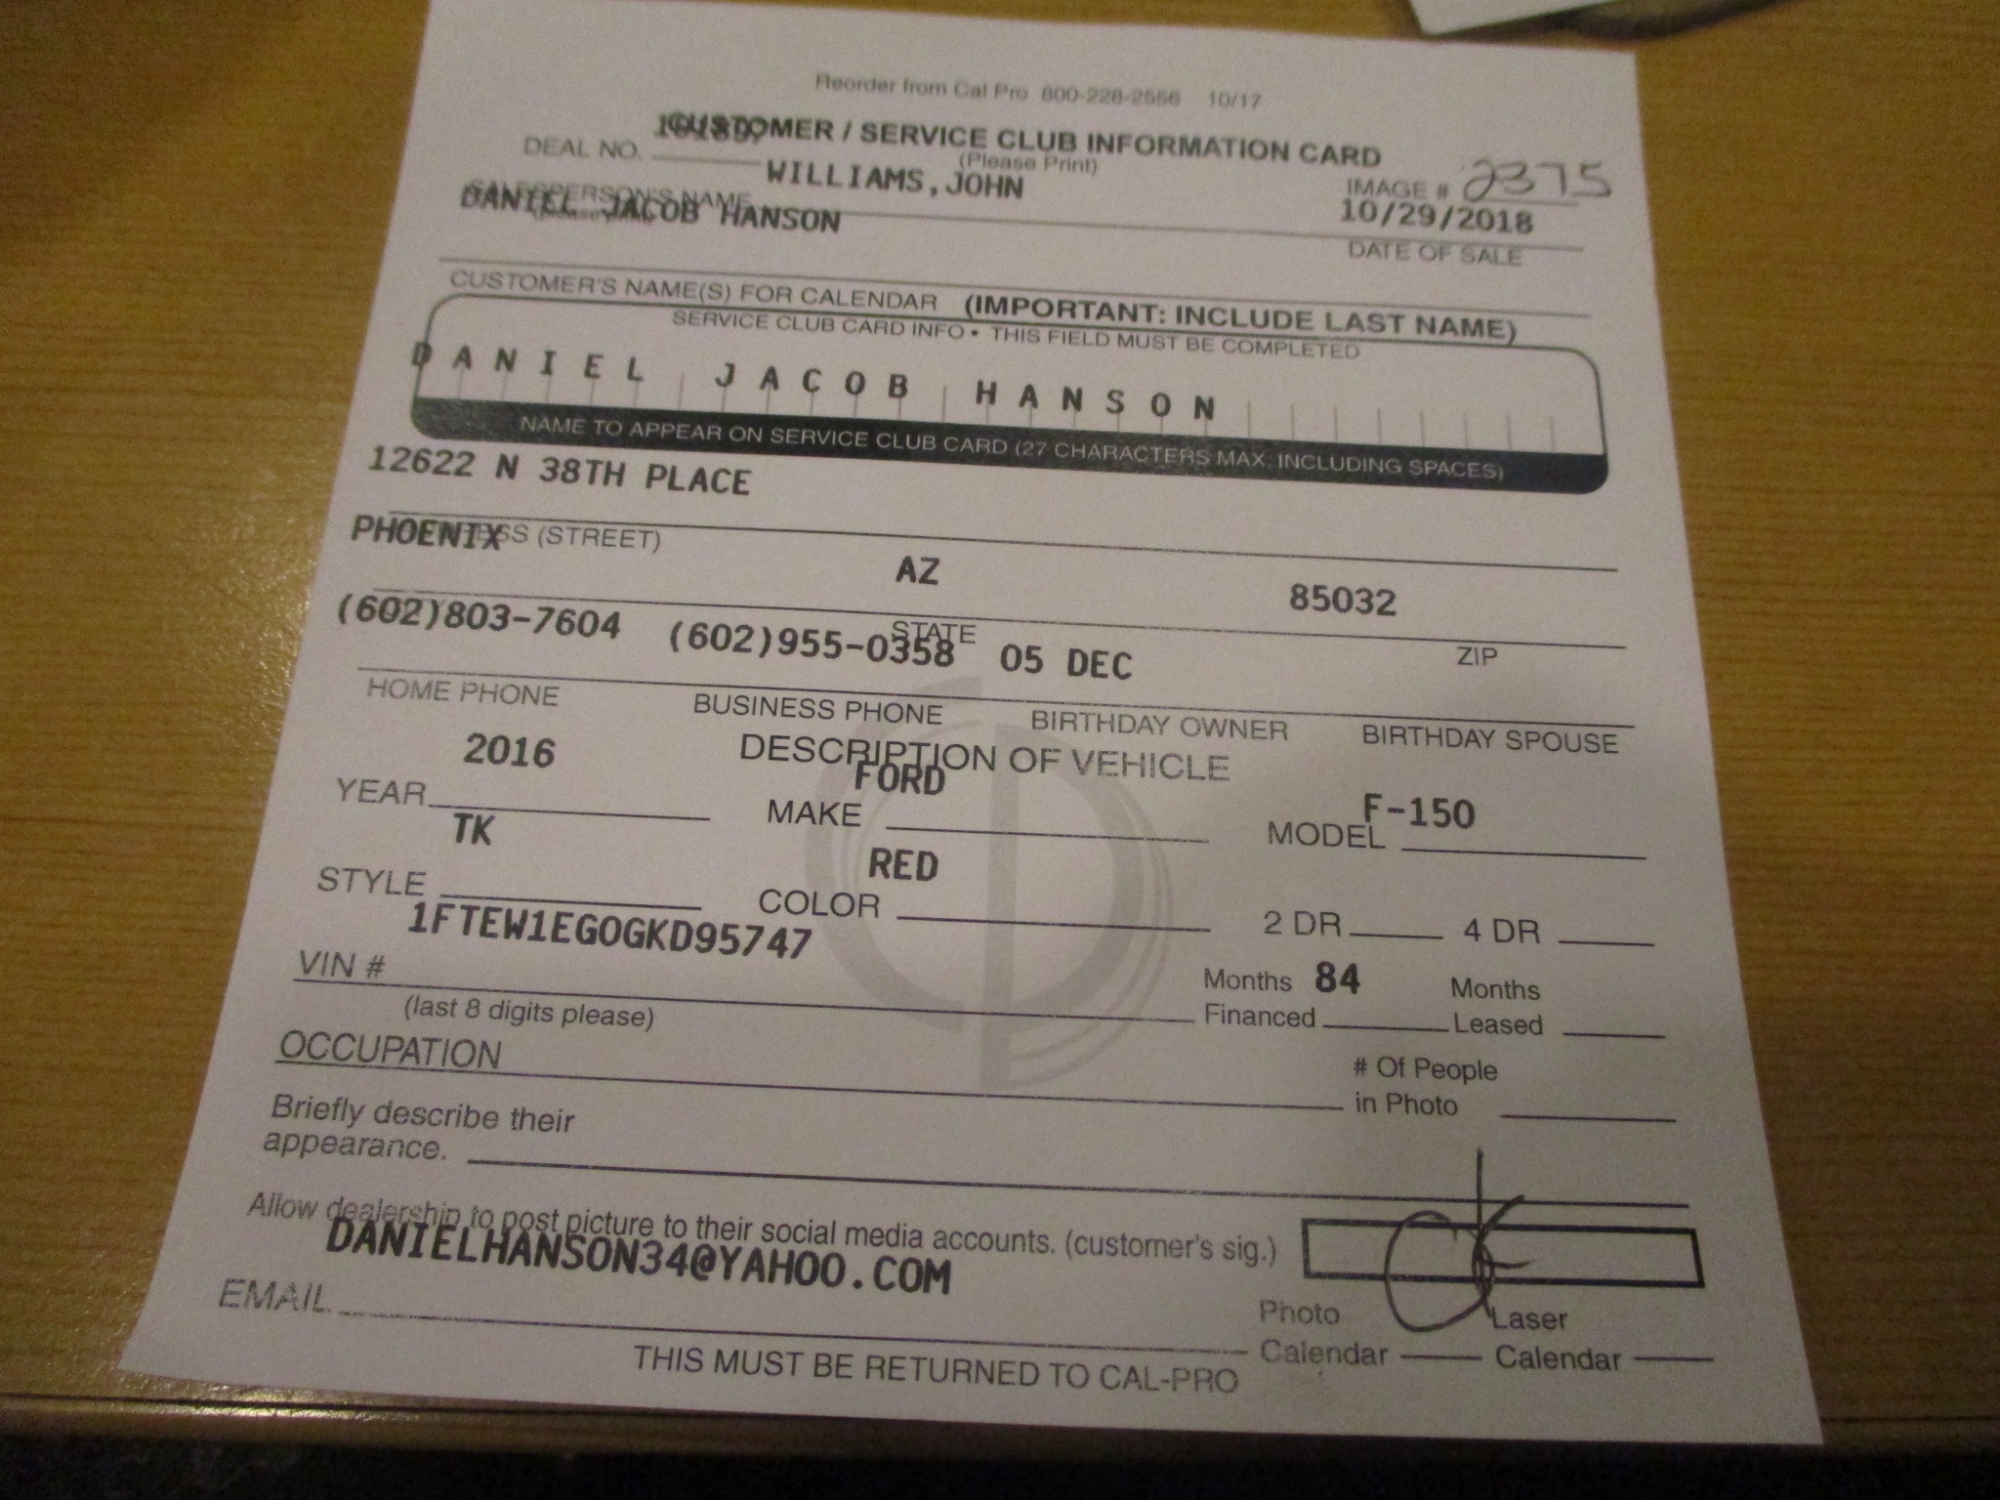 Reorder from Cal Pro 800-228-2556 10/17
CUSTOMER / SERVICE CLUB INFORMATION CARD
DEAL NO. (Please Print)
WILLIAMS,JOHN IMAGE # 2375
SALESPERSON'S NAME
DANIEL JACOB HANSON 10/29/2018
DATE OF SALE
CUSTOMER'S NAME(S) FOR CALENDAR (IMPORTANT: INCLUDE LAST NAME)
SERVICE CLUB CARD INFO • THIS FIELD MUST BE COMPLETED
DANIEL JACOB HANSON
NAME TO APPEAR ON SERVICE CLUB CARD (27 CHARACTERS MAX. INCLUDING SPACES)
12622 N 38TH PLACE
(STREET)
PHOENIX AZ 85032
STATE ZIP
(602)803-7604 (602)955-0358 05 DEC
HOME PHONE BUSINESS PHONE BIRTHDAY OWNER BIRTHDAY SPOUSE
DESCRIPTION OF VEHICLE
2016 FORD F-150
YEAR MAKE MODEL
TK RED
STYLE COLOR 2 DR 4 DR
1FTEW1EG0GKD95747
VIN # Months 84 Months
(last 8 digits please) Financed Leased
OCCUPATION # Of People
in Photo
Briefly describe their
appearance.
Allow dealership to post picture to their social media accounts. (customer's sig.)
DANIELHANSON34@YAHOO.COM
EMAIL Photo Laser
Calendar Calendar
THIS MUST BE RETURNED TO CAL-PRO